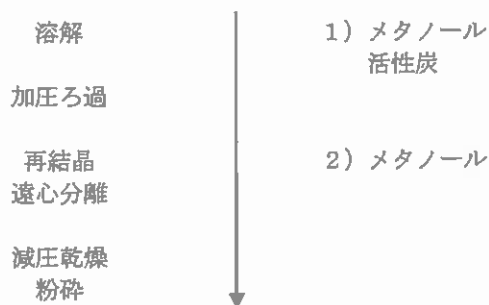 溶解
1）メタノール
活性炭
加圧ろ過
再結晶
2）メタノール
遠心分離
減圧乾燥
粉砕